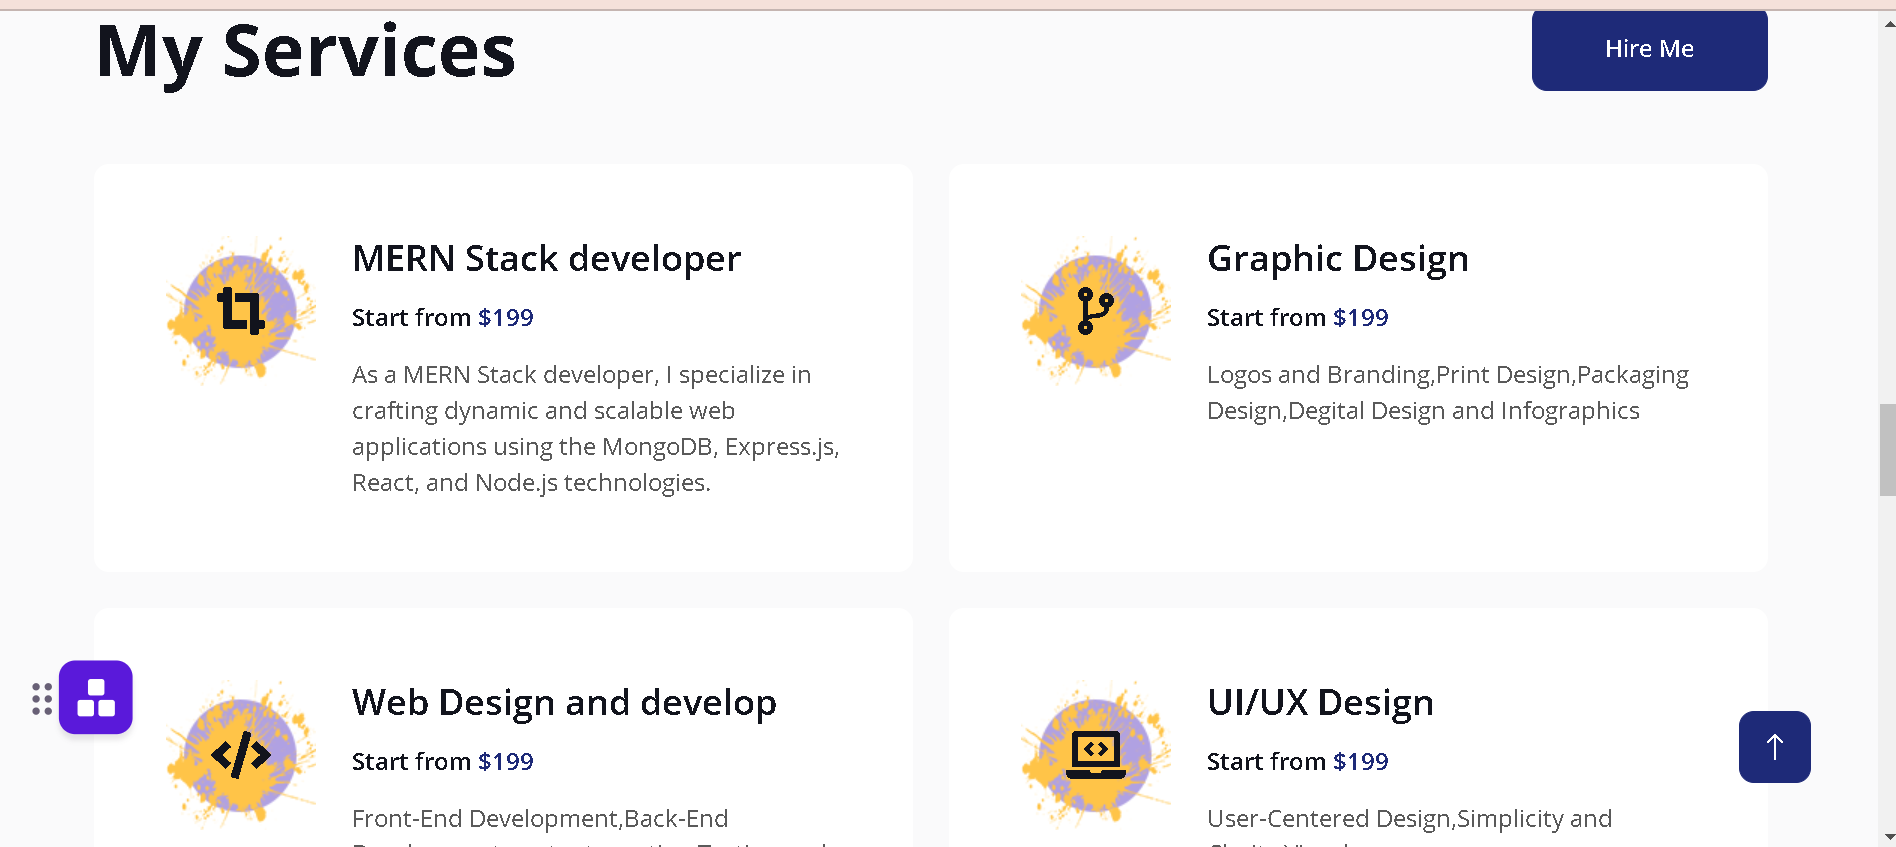 My Services
Hire Me
MERN Stack developer
Start from $199
As a MERN Stack developer, I specialize in
crafting dynamic and scalable web
applications using the MongoDB, Express.js,
React, and Node.js technologies.
Graphic Design
Start from $199
Logos and Branding,Print Design,Packaging
Design,Degital Design and Infographics
Web Design and develop
Start from $199
Front-End Development,Back-End
UI/UX Design
Start from $199
User-Centered Design,Simplicity and